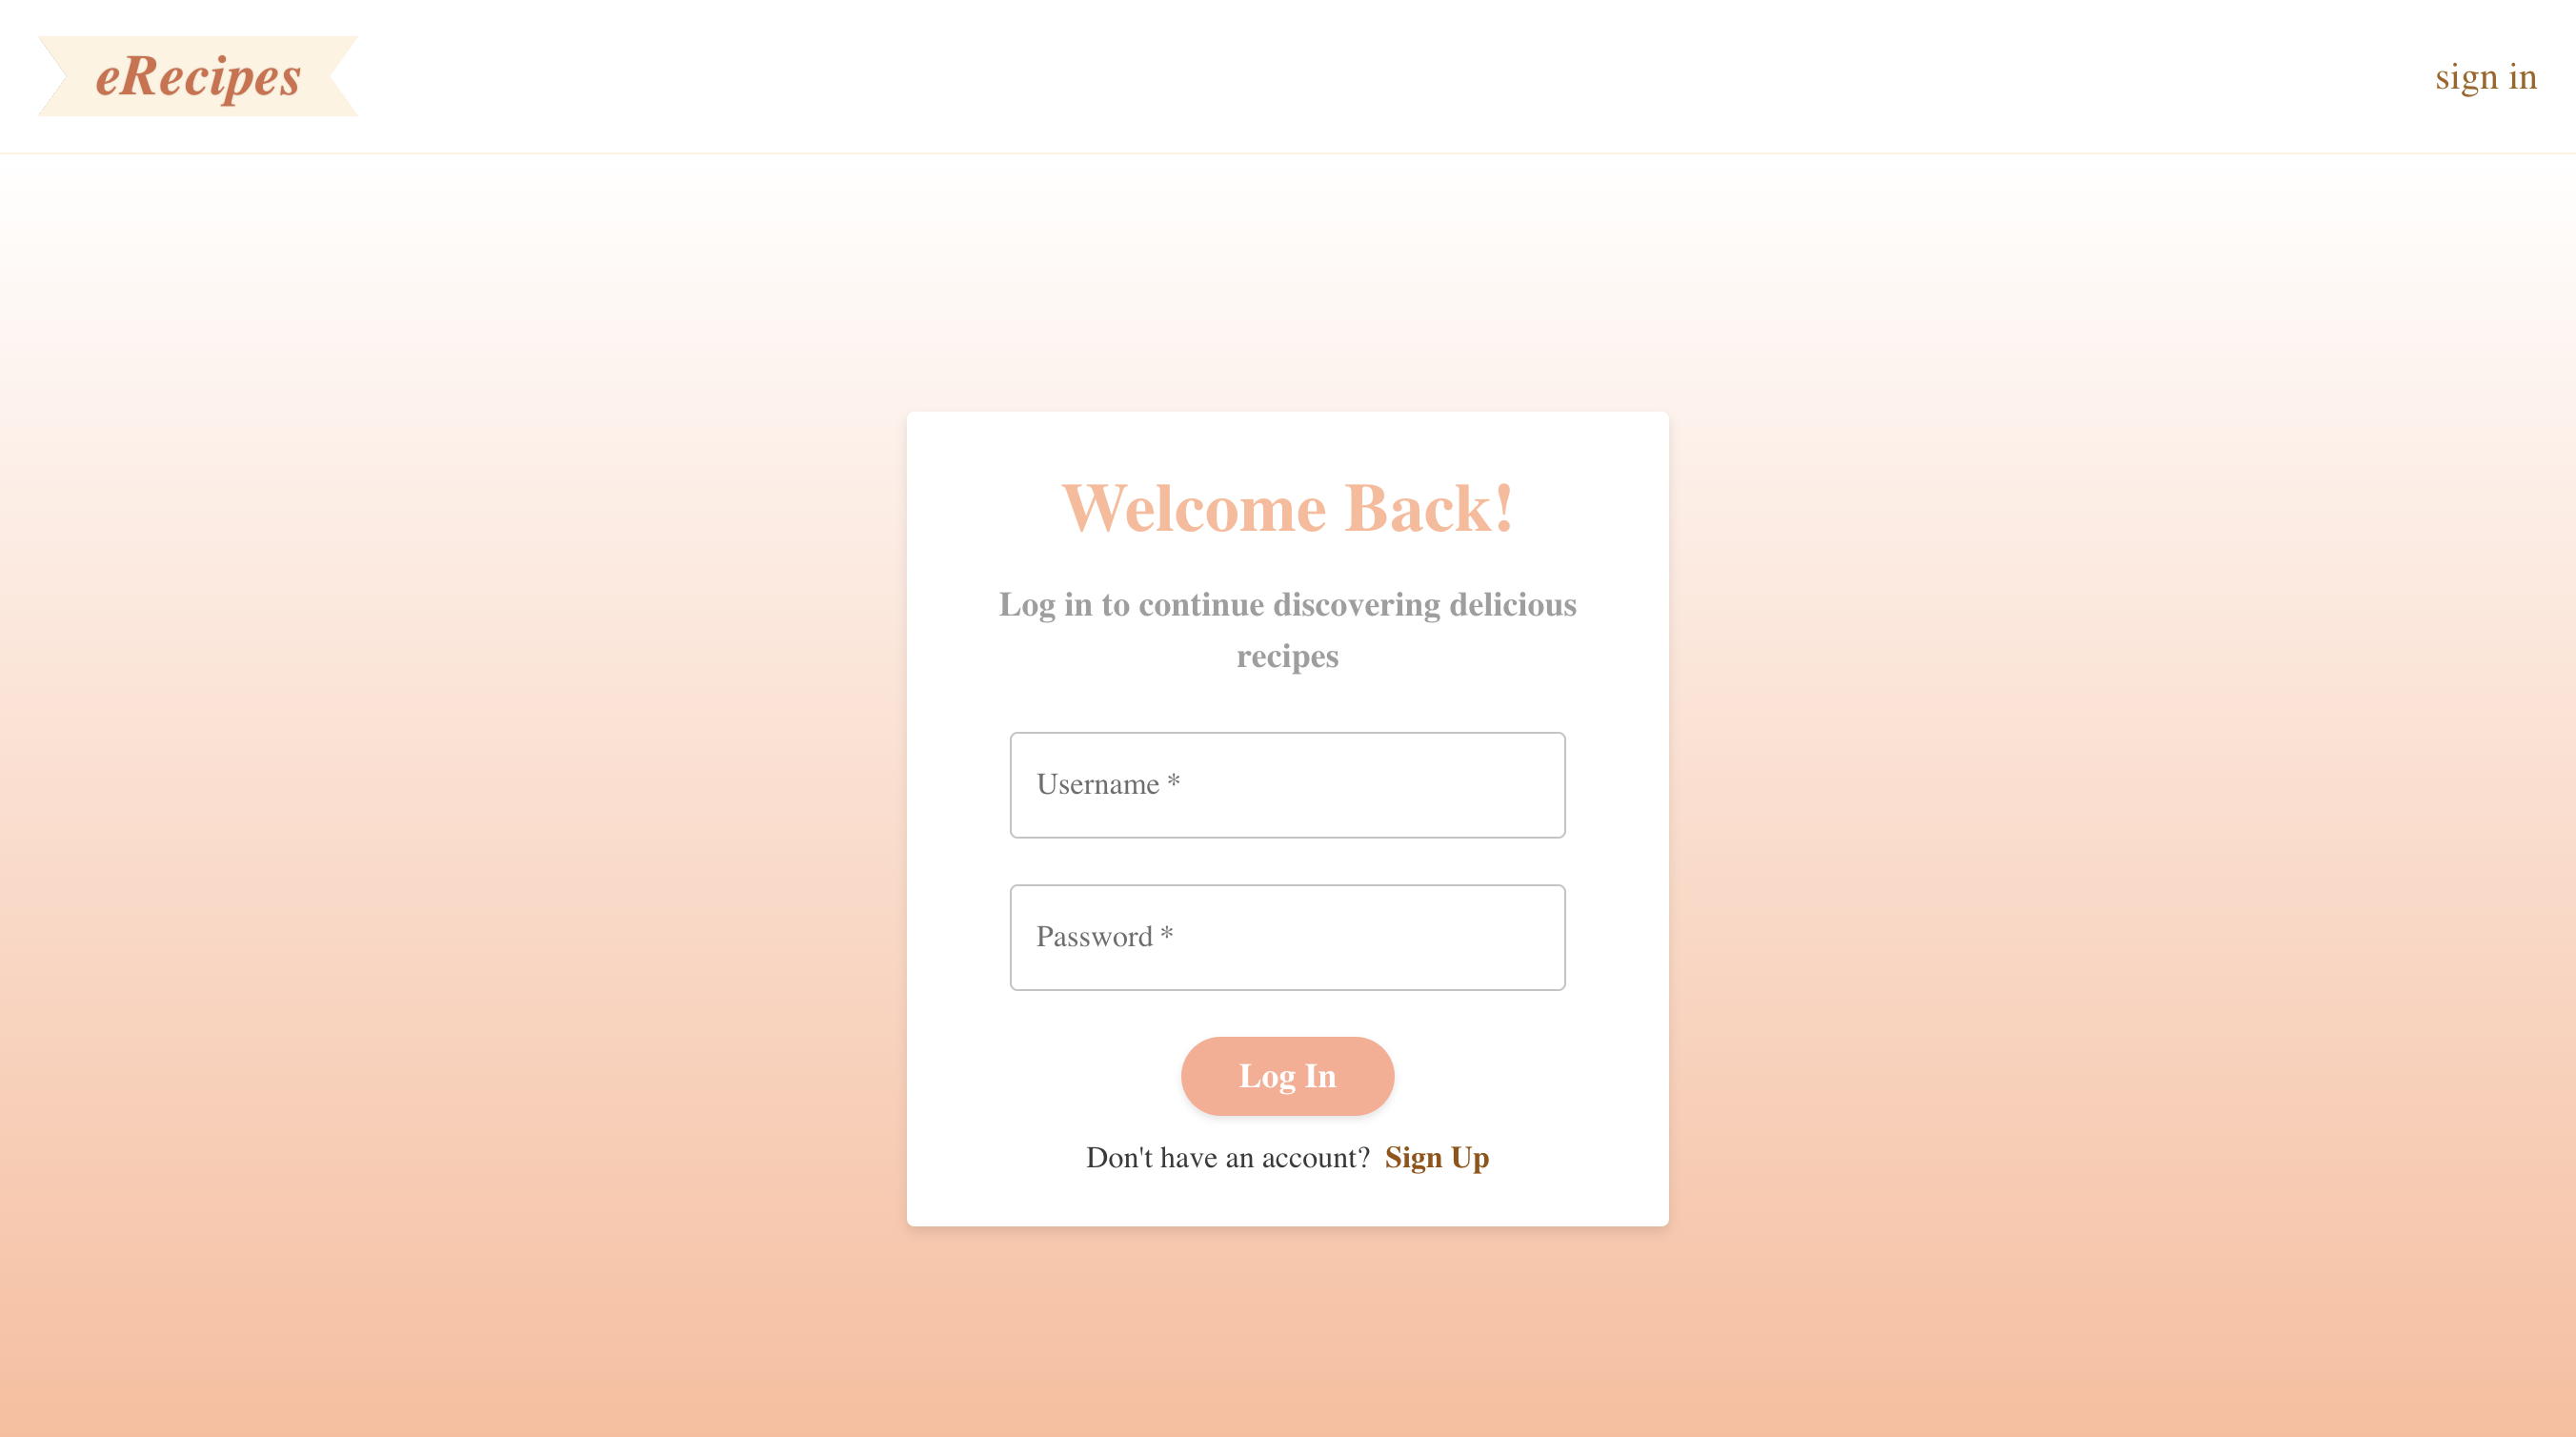 eRecipes
sign in
Welcome Back!
Log in to continue discovering delicious
recipes
Username *
Password *
Log In
Don't have an account? Sign Up